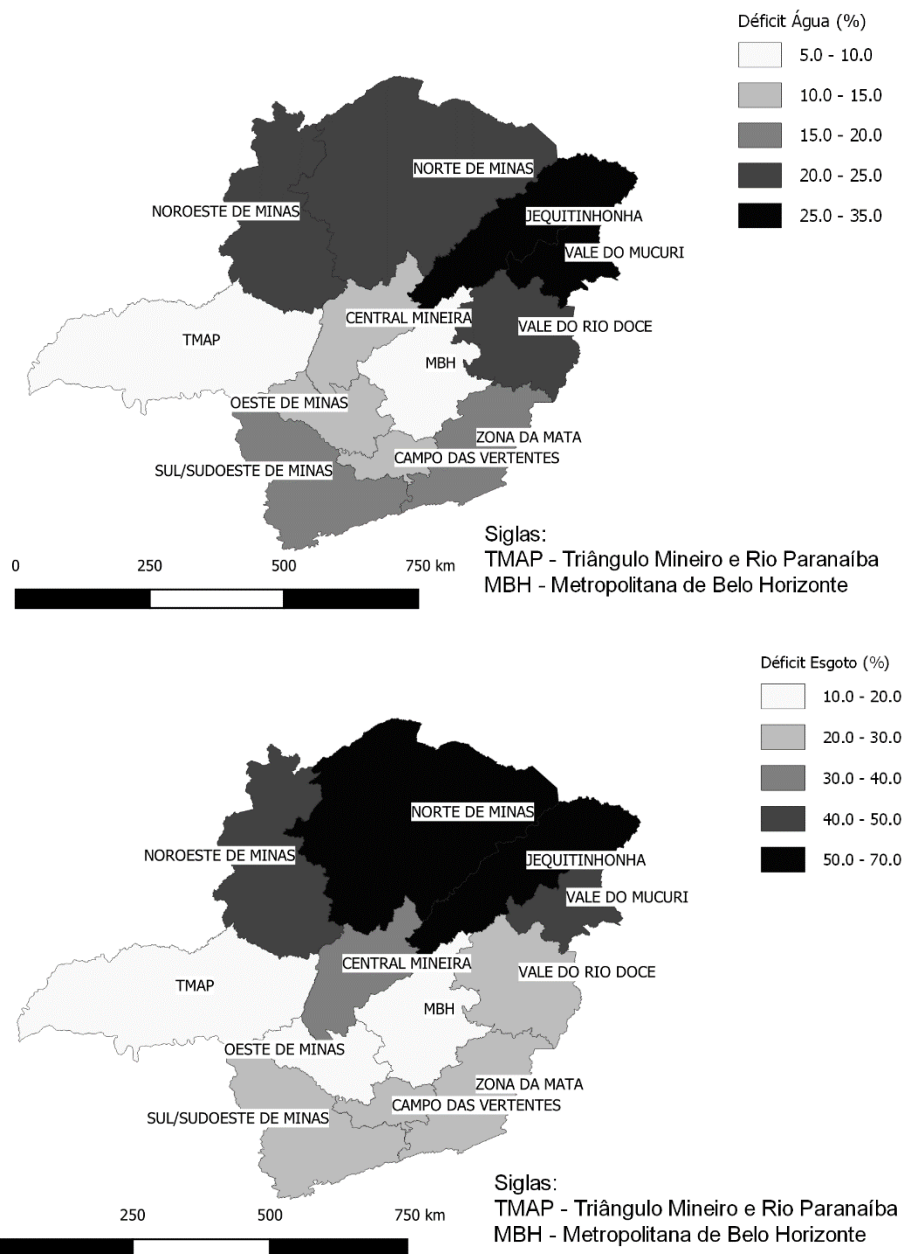 Déficit Água (%)
5.0 - 10.0
10.0 - 15.0
15.0 - 20.0
20.0 - 25.0
25.0 - 35.0
NORTE DE MINAS
NOROESTE DE MINAS
JEQUITINHONHA
VALE DO MUCURI
CENTRAL MINEIRA
VALE DO RIO DOCE
TMAP
MBH
OESTE DE MINAS
ZONA DA MATA
CAMPO DAS VERTENTES
SUL/SUDOESTE DE MINAS
Siglas:
TMAP - Triângulo Mineiro e Rio Paranaíba
MBH - Metropolitana de Belo Horizonte
0 250 500 750 km
Déficit Esgoto (%)
10.0 - 20.0
20.0 - 30.0
30.0 - 40.0
40.0 - 50.0
50.0 - 70.0
NORTE DE MINAS
NOROESTE DE MINAS
JEQUITINHONHA
VALE DO MUCURI
CENTRAL MINEIRA
VALE DO RIO DOCE
TMAP
MBH
OESTE DE MINAS
ZONA DA MATA
CAMPO DAS VERTENTES
SUL/SUDOESTE DE MINAS
Siglas:
TMAP - Triângulo Mineiro e Rio Paranaíba
MBH - Metropolitana de Belo Horizonte
250 500 750 km